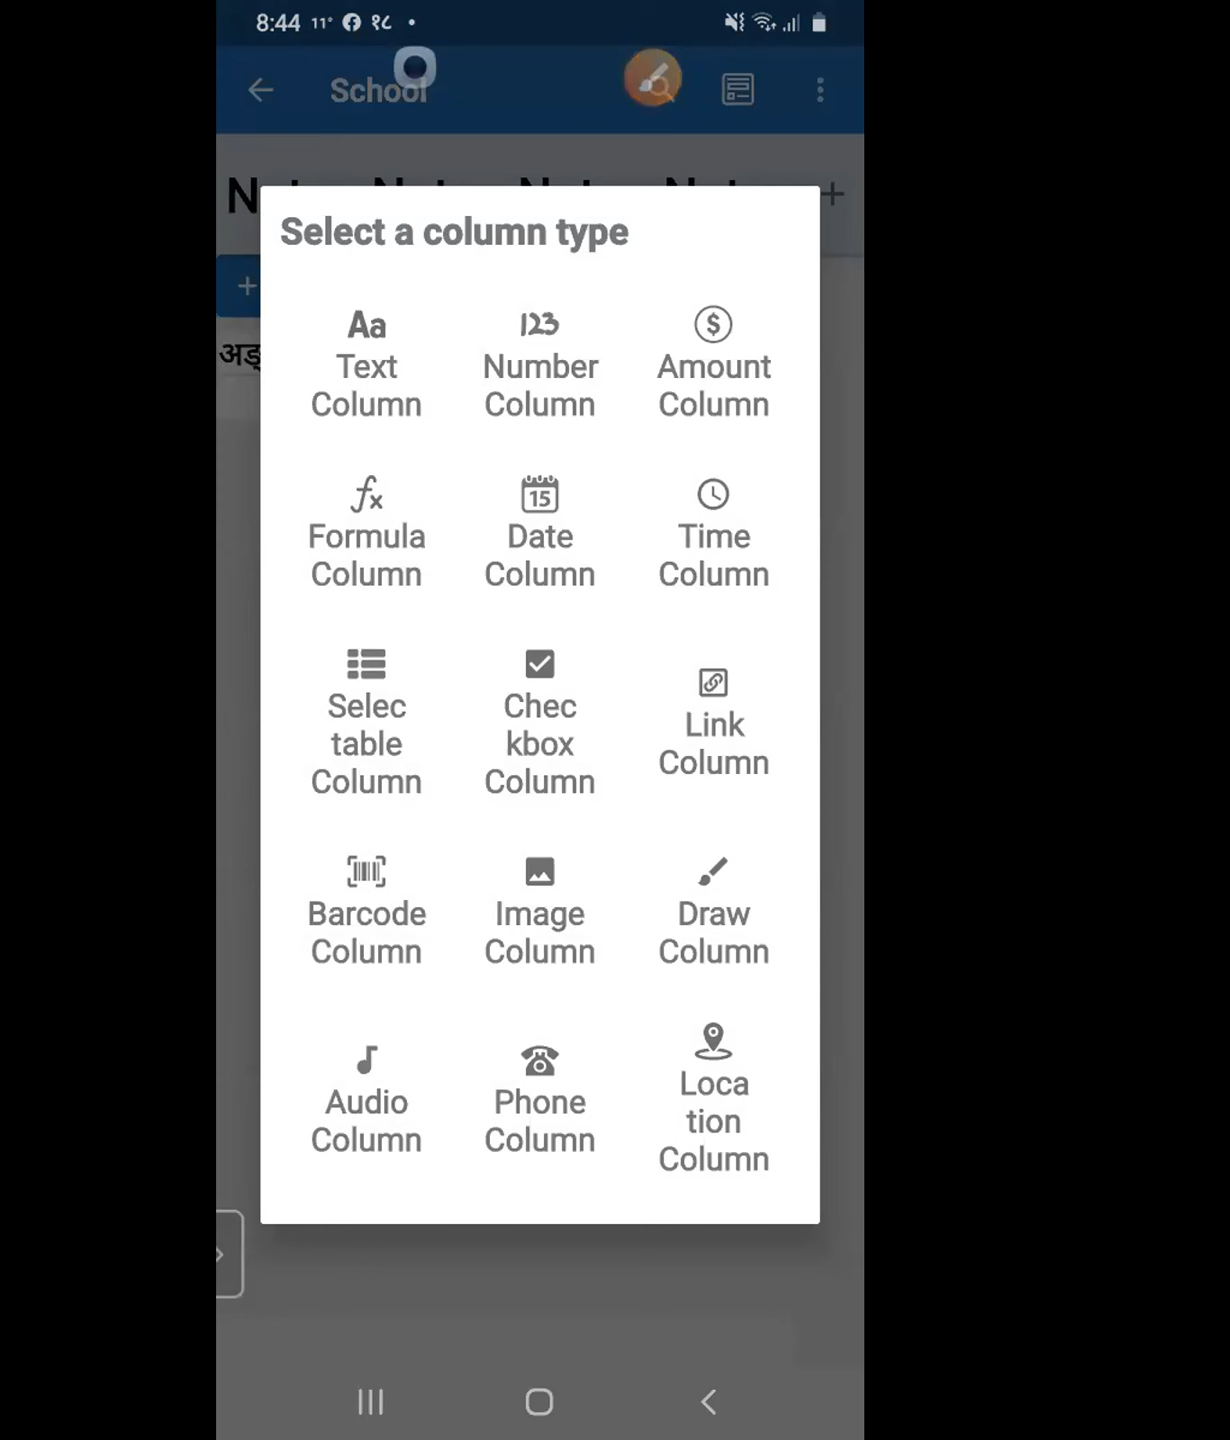 8:44 11° १८
School
Select a column type
Aa 123 $
Text Number Amount
Column Column Column
fx 15
Formula Date Time
Column Column Column
Selec Chec Link
table kbox Column
Column Column
Barcode Image Draw
Column Column Column
Audio Phone Loca
Column Column tion
Column
अङ्